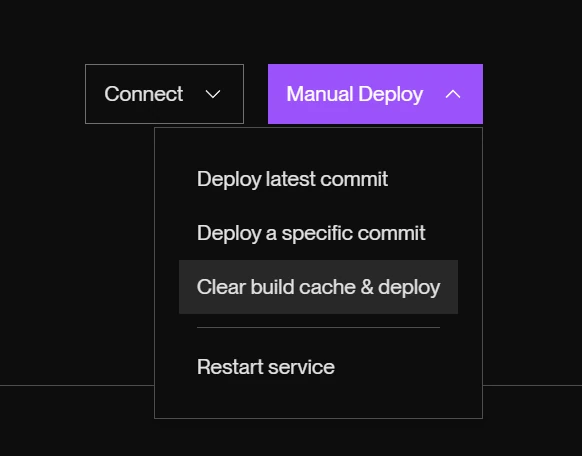 Connect
Manual Deploy
Deploy latest commit
Deploy a specific commit
Clear build cache & deploy
Restart service